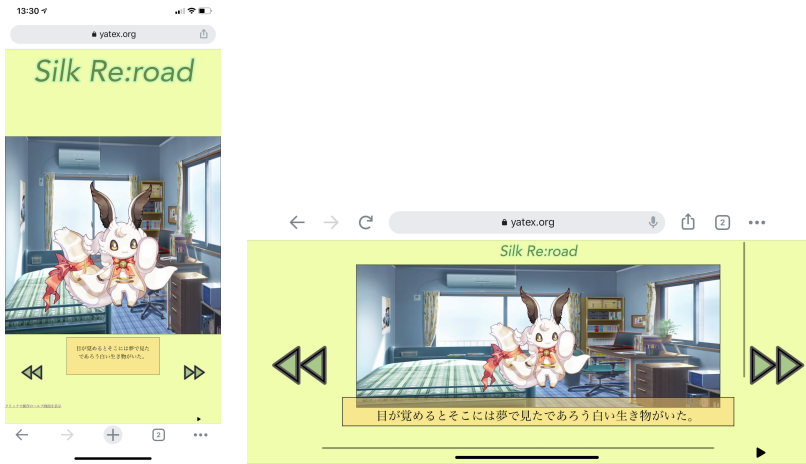 13:30
yatex.org
Silk Re:road
目が覚めるとそこには夢で見た
であろう白い生き物がいた。
2
yatex.org
2
Silk Re:road
目が覚めるとそこには夢で見たであろう白い生き物がいた。